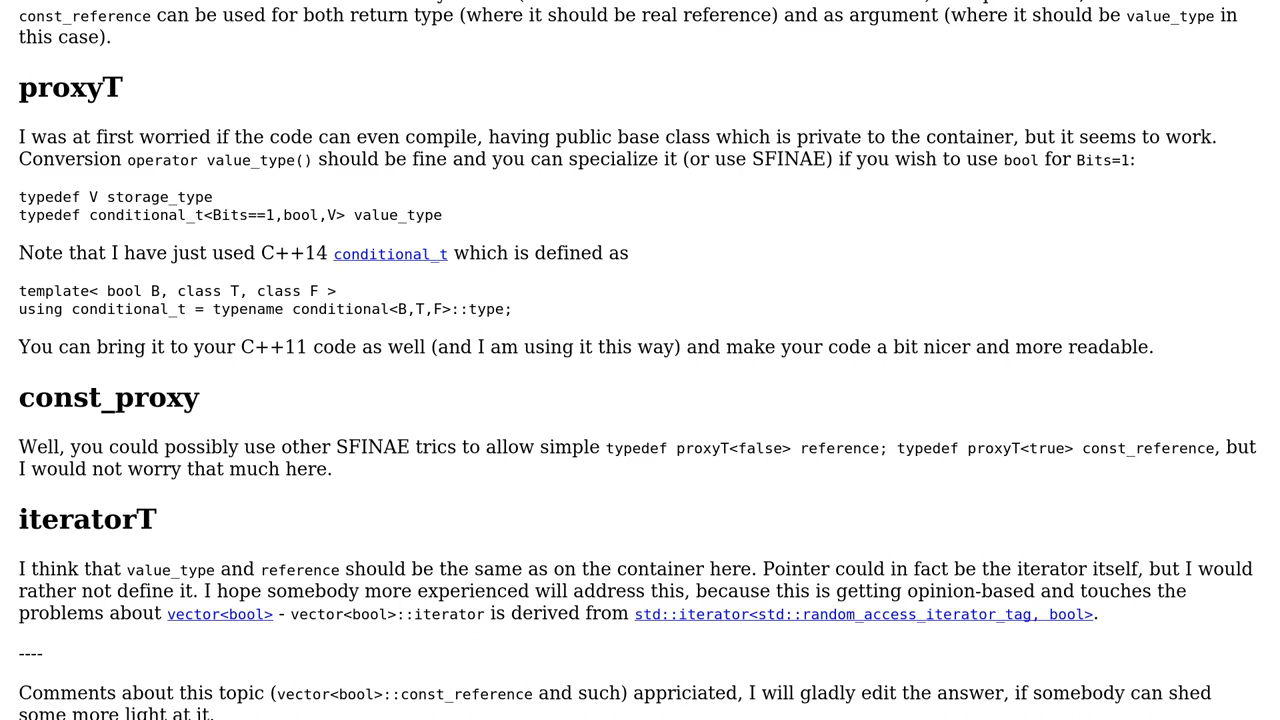 const_reference can be used for both return type (where it should be real reference) and as argument (where it should be value_type in
this case).
proxyT
I was at first worried if the code can even compile, having public base class which is private to the container, but it seems to work.
Conversion operator value_type() should be fine and you can specialize it (or use SFINAE) if you wish to use bool for Bits=1:
typedef V storage_type
typedef conditional_t<Bits==1,bool,V> value_type
Note that I have just used C++14 conditional_t which is defined as
template< bool B, class T, class F >
using conditional_t = typename conditional<B,T,F>::type;
You can bring it to your C++11 code as well (and I am using it this way) and make your code a bit nicer and more readable.
const_proxy
Well, you could possibly use other SFINAE trics to allow simple typedef proxyT<false> reference; typedef proxyT<true> const_reference, but
I would not worry that much here.
iteratorT
I think that value_type and reference should be the same as on the container here. Pointer could in fact be the iterator itself, but I would
rather not define it. I hope somebody more experienced will address this, because this is getting opinion-based and touches the
problems about vector<bool> - vector<bool>::iterator is derived from std::iterator<std::random_access_iterator_tag, bool>.
----
Comments about this topic (vector<bool>::const_reference and such) appriciated, I will gladly edit the answer, if somebody can shed
some more light at it.